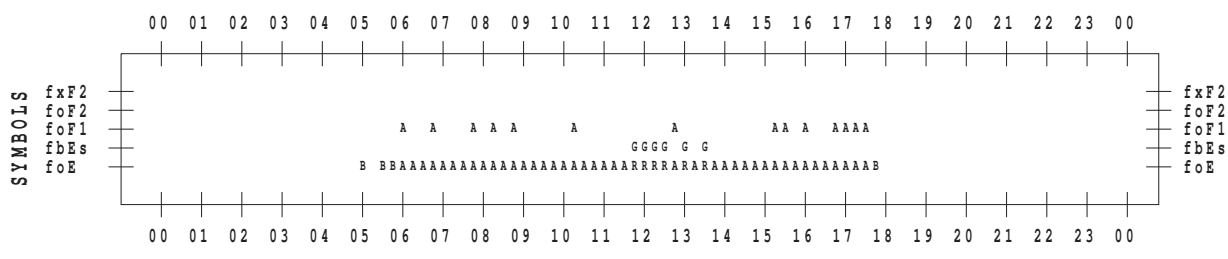 00 01 02 03 04 05 06 07 08 09 10 11 12 13 14 15 16 17 18 19 20 21 22 23 00
SYMBOLS
fxF2 fxF2
foF2 foF2
foF1 A A A A A A A AA A AAAA foF1
fbEs GGGG G G fbEs
foE B BBAAAAAAAAAAAAAAAAAAAAAAARRRRARARAAAAAAAAAAAAAAAAB foE
00 01 02 03 04 05 06 07 08 09 10 11 12 13 14 15 16 17 18 19 20 21 22 23 00